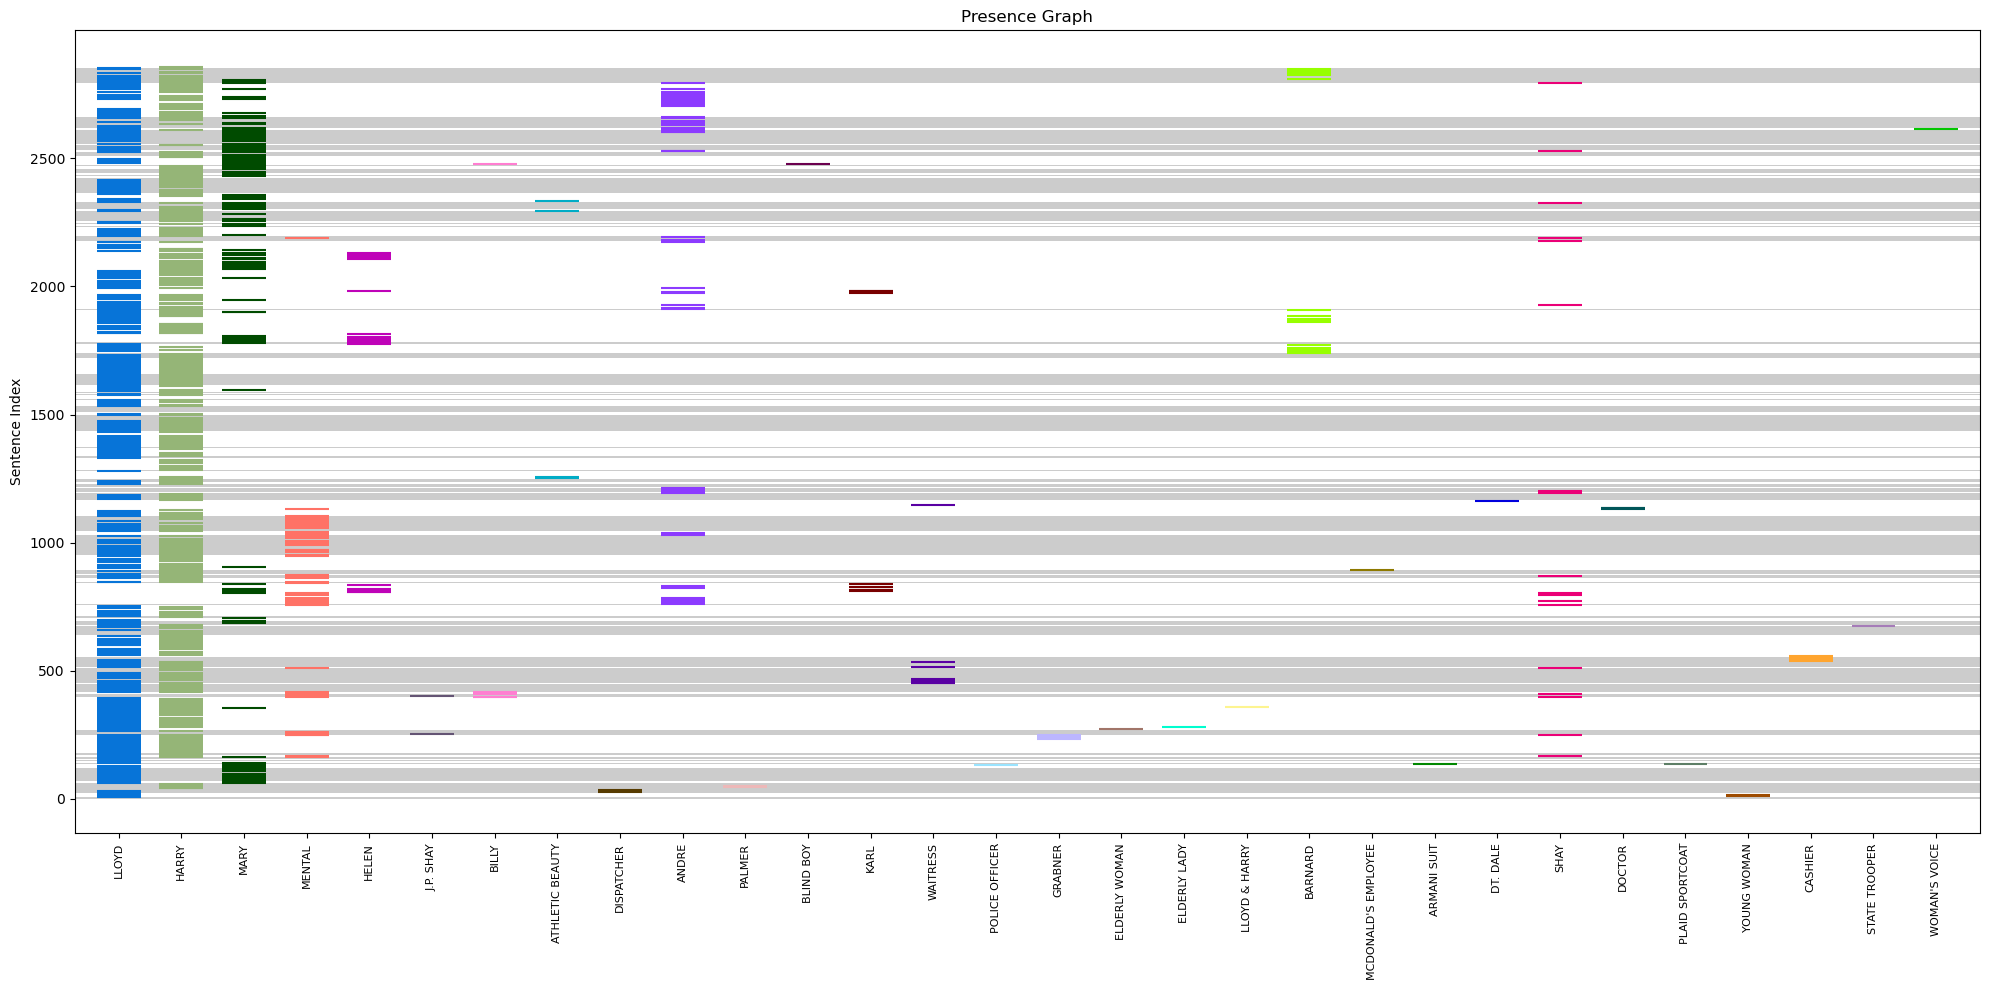 Presence Graph
Sentence Index
2500
2000
1500
1000
500
0
LLOYD
HARRY
MARY
MENTAL
HELEN
J.P. SHAY
BILLY
ATHLETIC BEAUTY
DISPATCHER
ANDRE
PALMER
BLIND BOY
KARL
WAITRESS
POLICE OFFICER
GRABNER
ELDERLY WOMAN
ELDERLY LADY
LLOYD & HARRY
BARNARD
MCDONALD'S EMPLOYEE
ARMANI SUIT
DT. DALE
SHAY
DOCTOR
PLAID SPORTCOAT
YOUNG WOMAN
CASHIER
STATE TROOPER
WOMAN'S VOICE